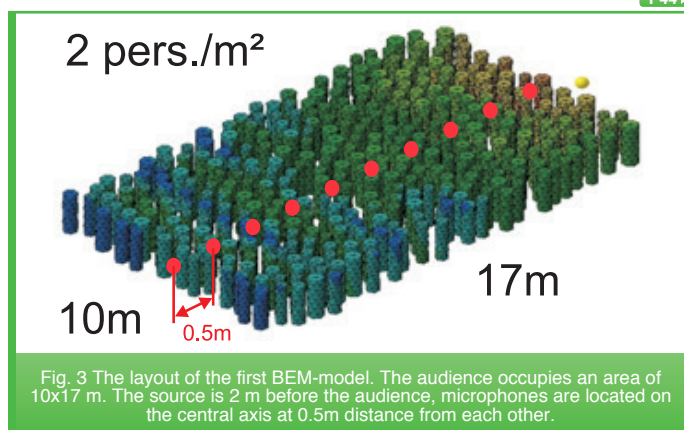 2 pers./m²
17m
10m
0.5m
Fig. 3 The layout of the first BEM-model. The audience occupies an area of
10x17 m. The source is 2 m before the audience, microphones are located on
the central axis at 0.5m distance from each other.